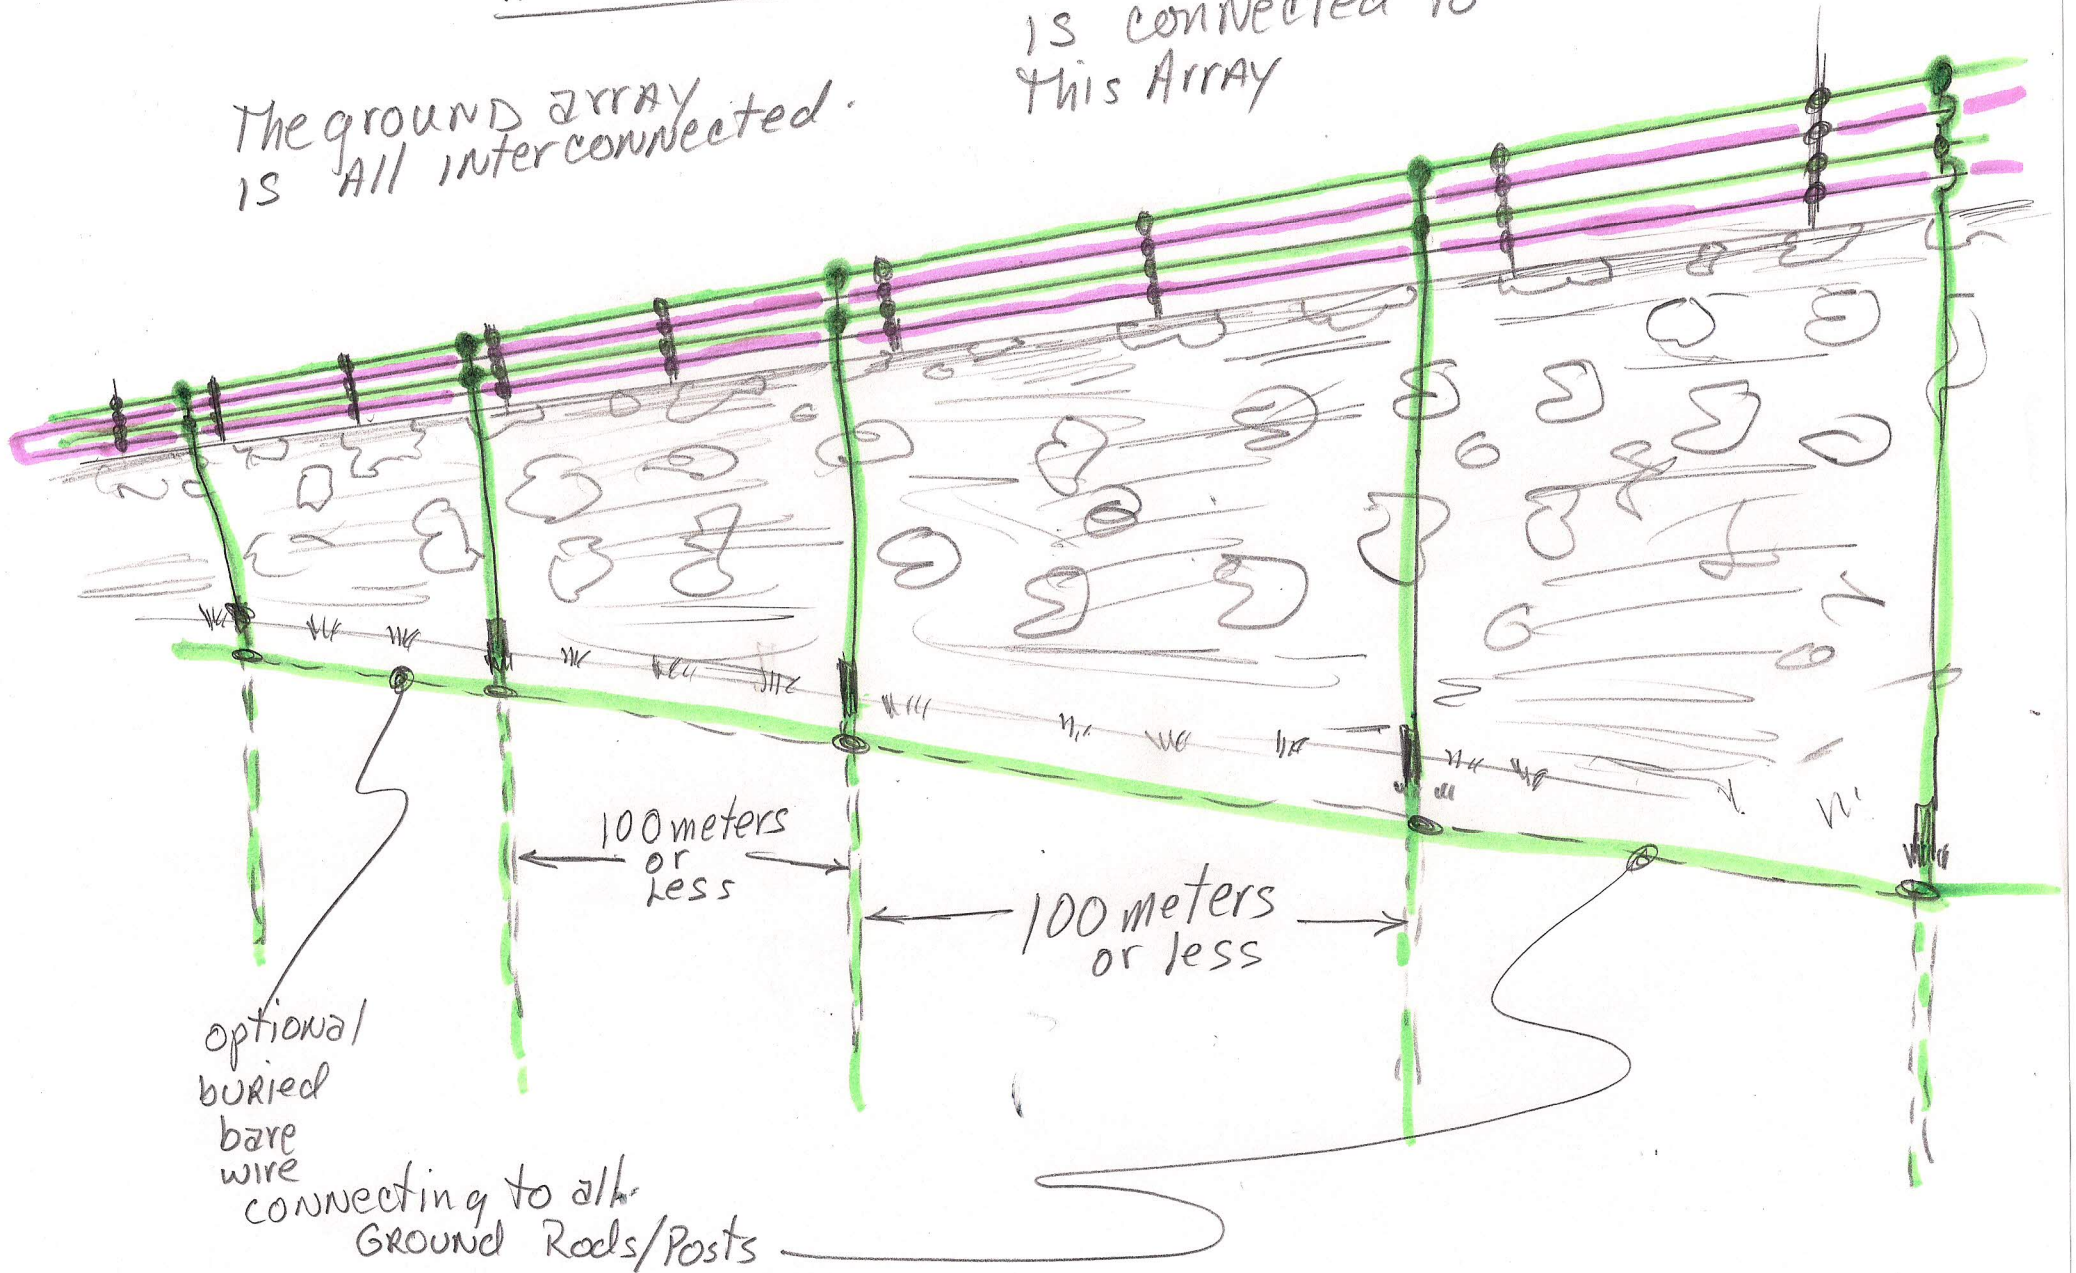 The ground array
is All interconnected.
is connected to
this Array
100 meters
or
Less
100 meters
or less
optional
buried
bare
wire
connecting to all
GROUND Rods/Posts